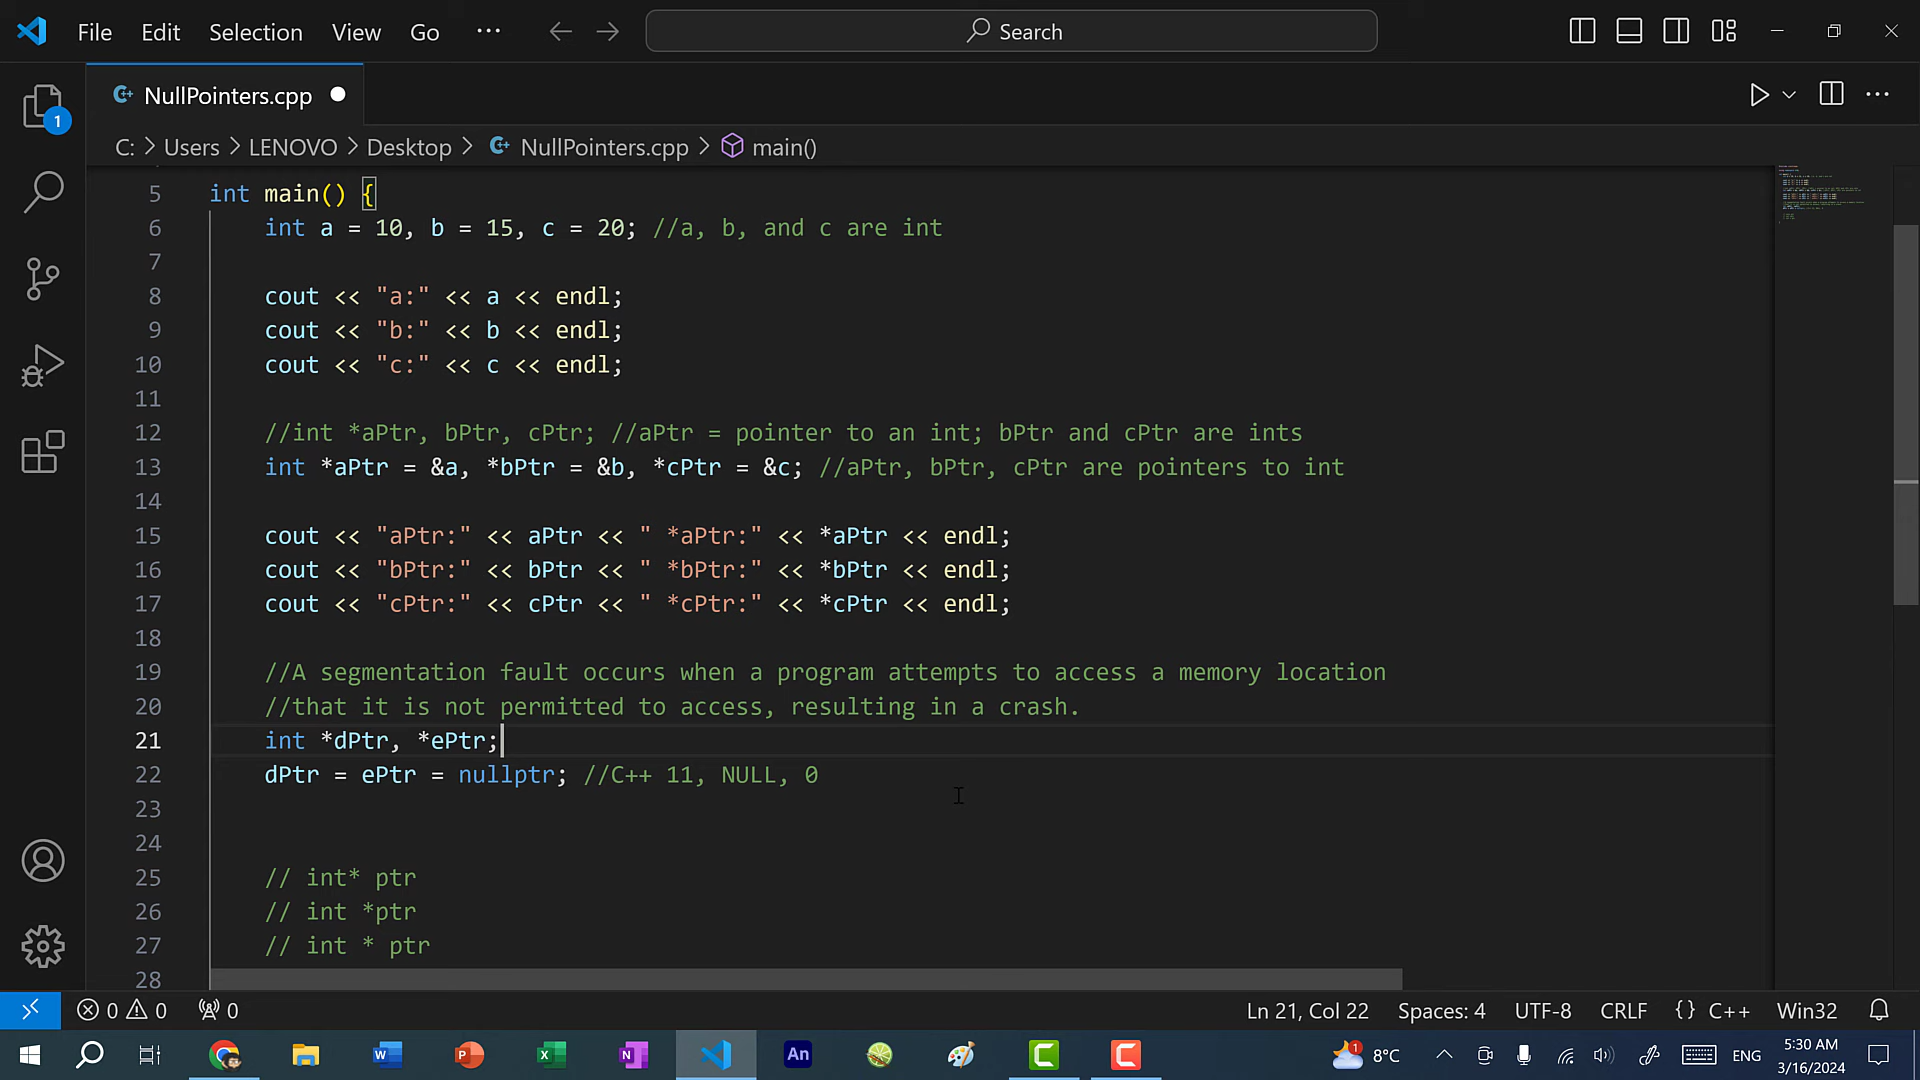 File Edit Selection View Go ··· Search
NullPointers.cpp
1
C: > Users > LENOVO > Desktop > NullPointers.cpp > main()
5 int main() {
6 int a = 10, b = 15, c = 20; //a, b, and c are int
7
8 cout << "a:" << a << endl;
9 cout << "b:" << b << endl;
10 cout << "c:" << c << endl;
11
12 //int *aPtr, bPtr, cPtr; //aPtr = pointer to an int; bPtr and cPtr are ints
13 int *aPtr = &a, *bPtr = &b, *cPtr = &c; //aPtr, bPtr, cPtr are pointers to int
14
15 cout << "aPtr:" << aPtr << " *aPtr:" << *aPtr << endl;
16 cout << "bPtr:" << bPtr << " *bPtr:" << *bPtr << endl;
17 cout << "cPtr:" << cPtr << " *cPtr:" << *cPtr << endl;
18
19 //A segmentation fault occurs when a program attempts to access a memory location
20 //that it is not permitted to access, resulting in a crash.
21 int *dPtr, *ePtr;
22 dPtr = ePtr = nullptr; //C++ 11, NULL, 0
23
24
25 // int* ptr
26 // int *ptr
27 // int * ptr
28
0 0 0 Ln 21, Col 22 Spaces: 4 UTF-8 CRLF {} C++ Win32
W P X N An 1 8°C ENG 5:30 AM
3/16/2024